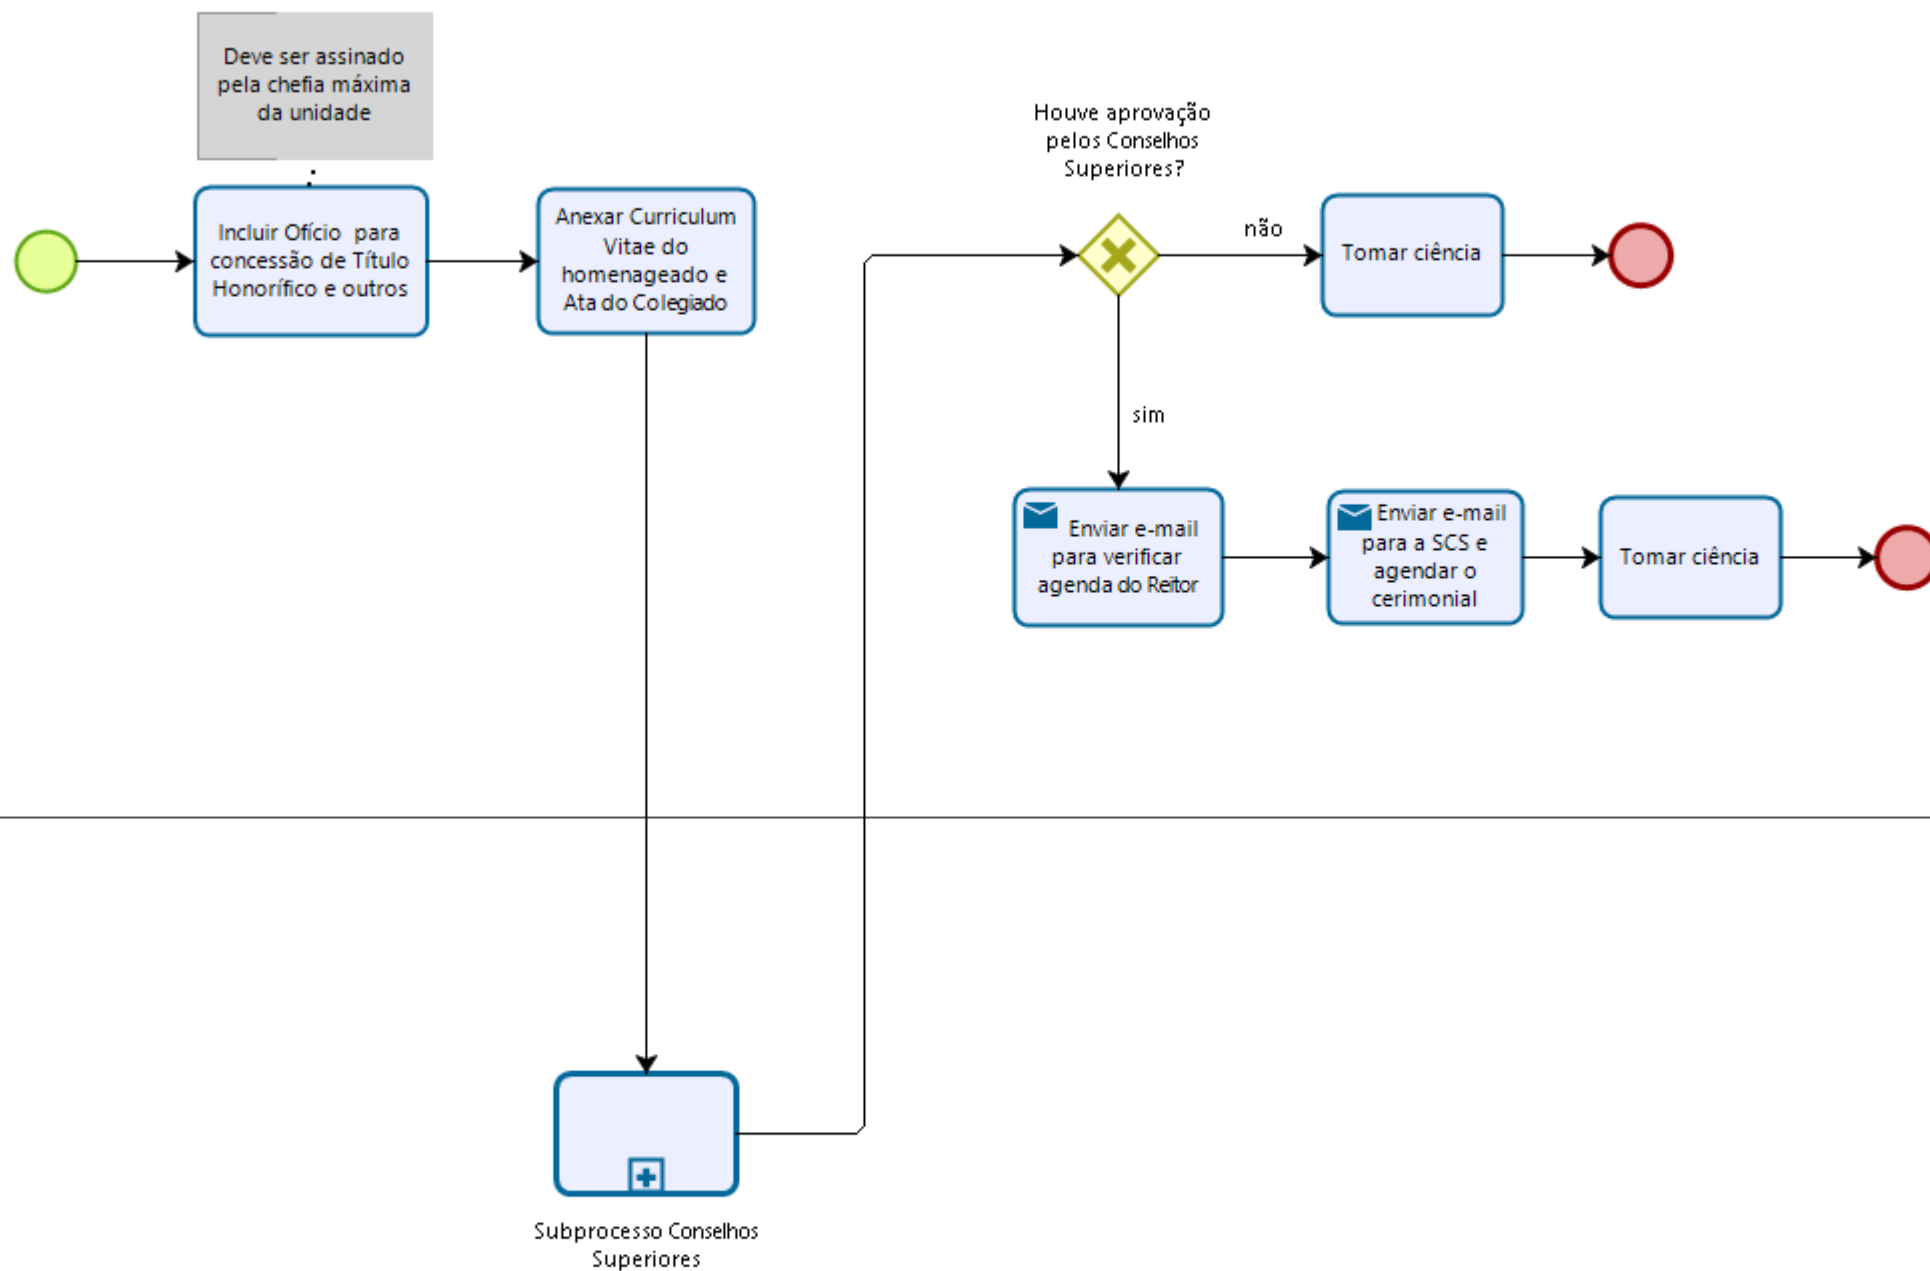 Deve ser assinado
pela chefia máxima
da unidade
Incluir Ofício para
concessão de Título
Honorífico e outros
Anexar Curriculum
Vitae do
homenageado e
Ata do Colegiado
Houve aprovação
pelos Conselhos
Superiores?
não
Tomar ciência
sim
Enviar e-mail
para verificar
agenda do Reitor
Enviar e-mail
para a SCS e
agendar o
cerimonial
Tomar ciência
Subprocesso Conselhos
Superiores